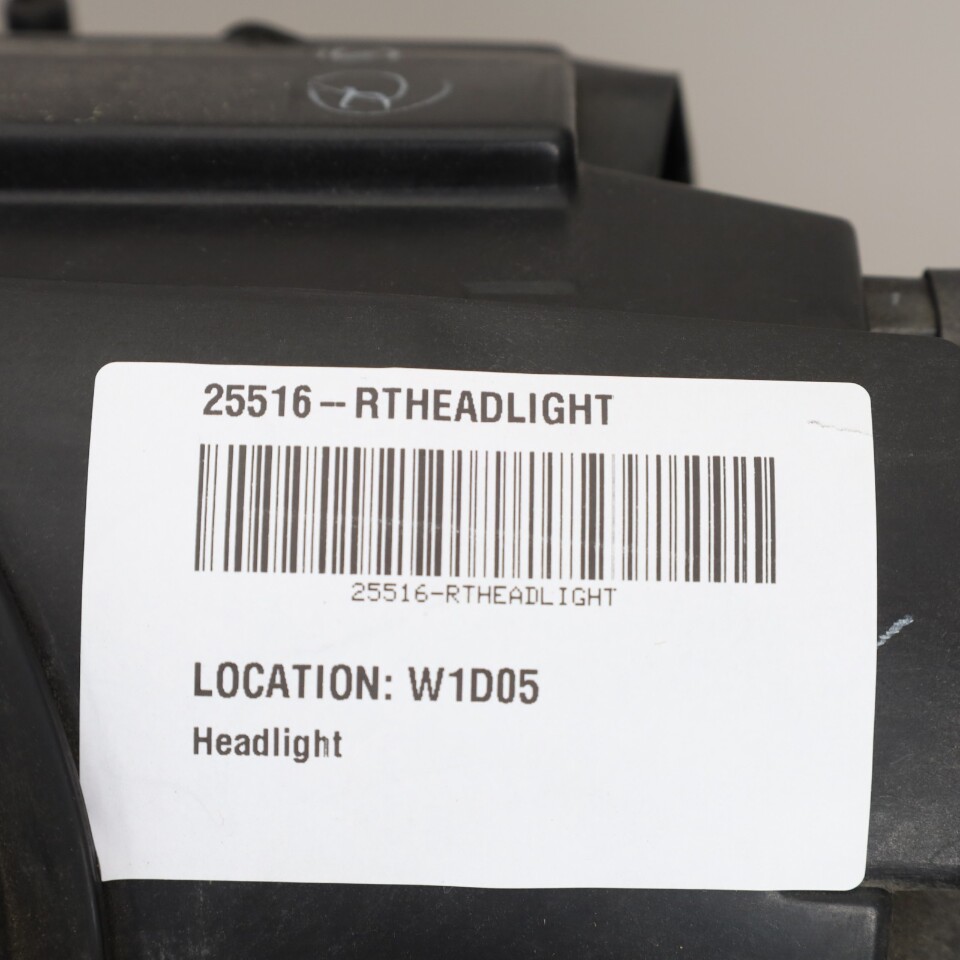 25516 -- RTHEADLIGHT
25516-RTHEADLIGHT
LOCATION: W1D05
Headlight